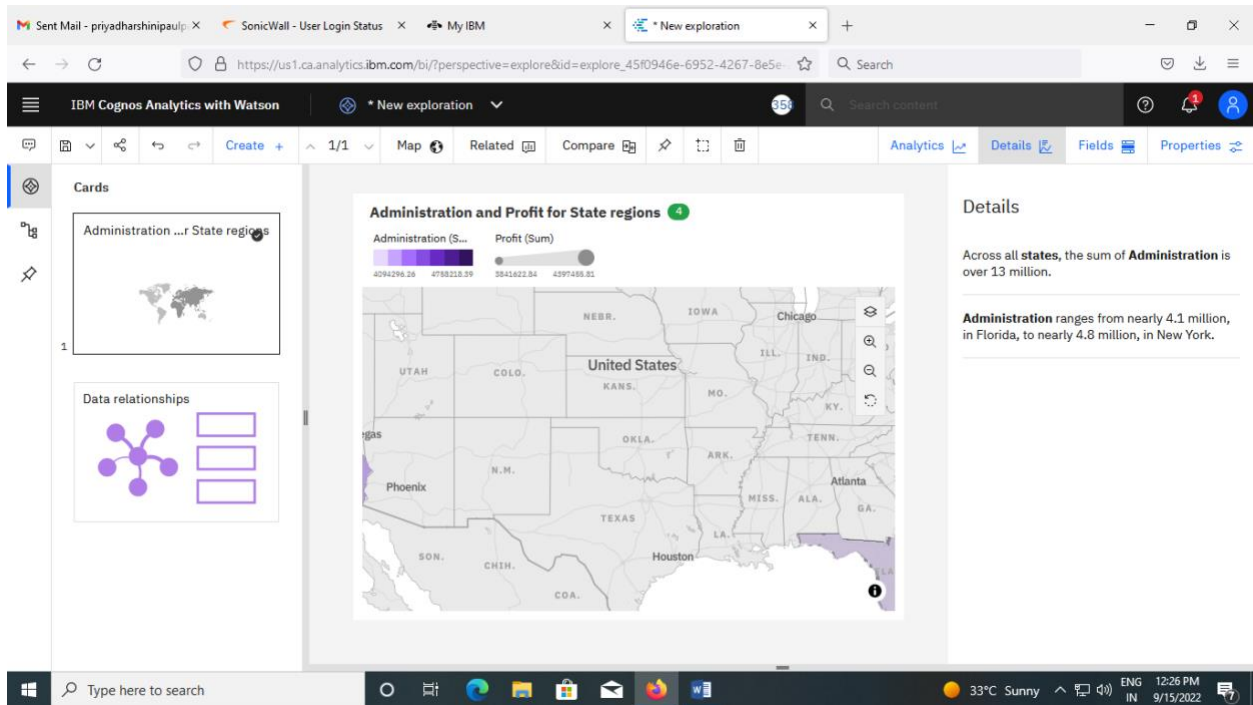 Sent Mail - priyadharshinipaulp
SonicWall - User Login Status
My IBM
* New exploration
https://us1.ca.analytics.ibm.com/bi/?perspective=explore&id=explore_45f0946e-6952-4267-8e5e-
Search
IBM Cognos Analytics with Watson
* New exploration
Search content
1
Create +
1/1
Map
Related
Compare
Analytics
Details
Fields
Properties
Cards
Administration ...r State regions
1
Data relationships
Administration and Profit for State regions 4
Administration (S...
Profit (Sum)
4094296.26 4758218.39
3841622.84 4597455.81
NEBR.
IOWA
Chicago
United States
ILL.
IND.
UTAH
COLO.
KANS.
MO.
KY.
egas
OKLA.
TENN.
N.M.
ARK.
Phoenix
Atlanta
MISS.
ALA.
GA.
TEXAS
LA.
SON.
CHIH.
Houston
COA.
Details
Across all states, the sum of Administration is
over 13 million.
Administration ranges from nearly 4.1 million,
in Florida, to nearly 4.8 million, in New York.
Type here to search
33°C Sunny
ENG
IN
12:26 PM
9/15/2022
7